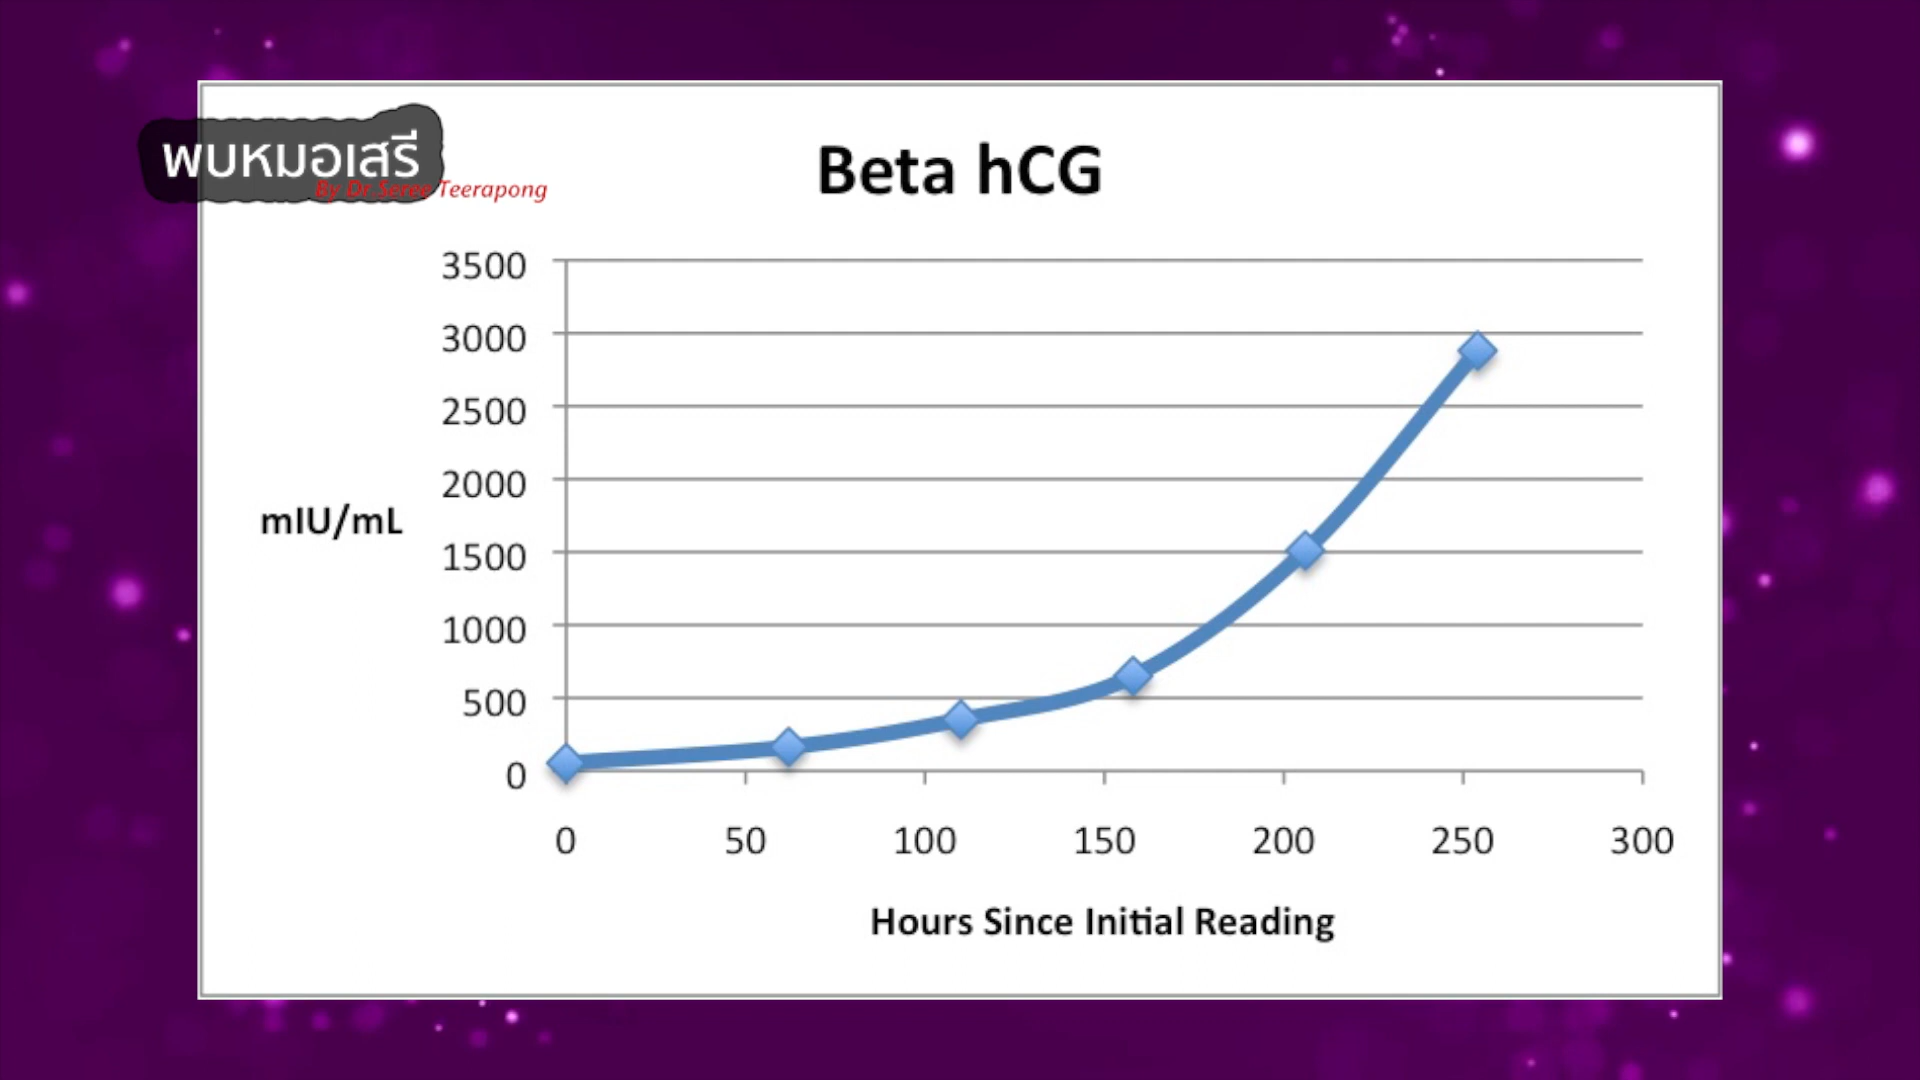 พบหมอเสรี
By Dr.Seree Teerapong
Beta hCG
3500
3000
2500
2000
1500
1000
500
0
mIU/mL
0 50 100 150 200 250 300
Hours Since Initial Reading